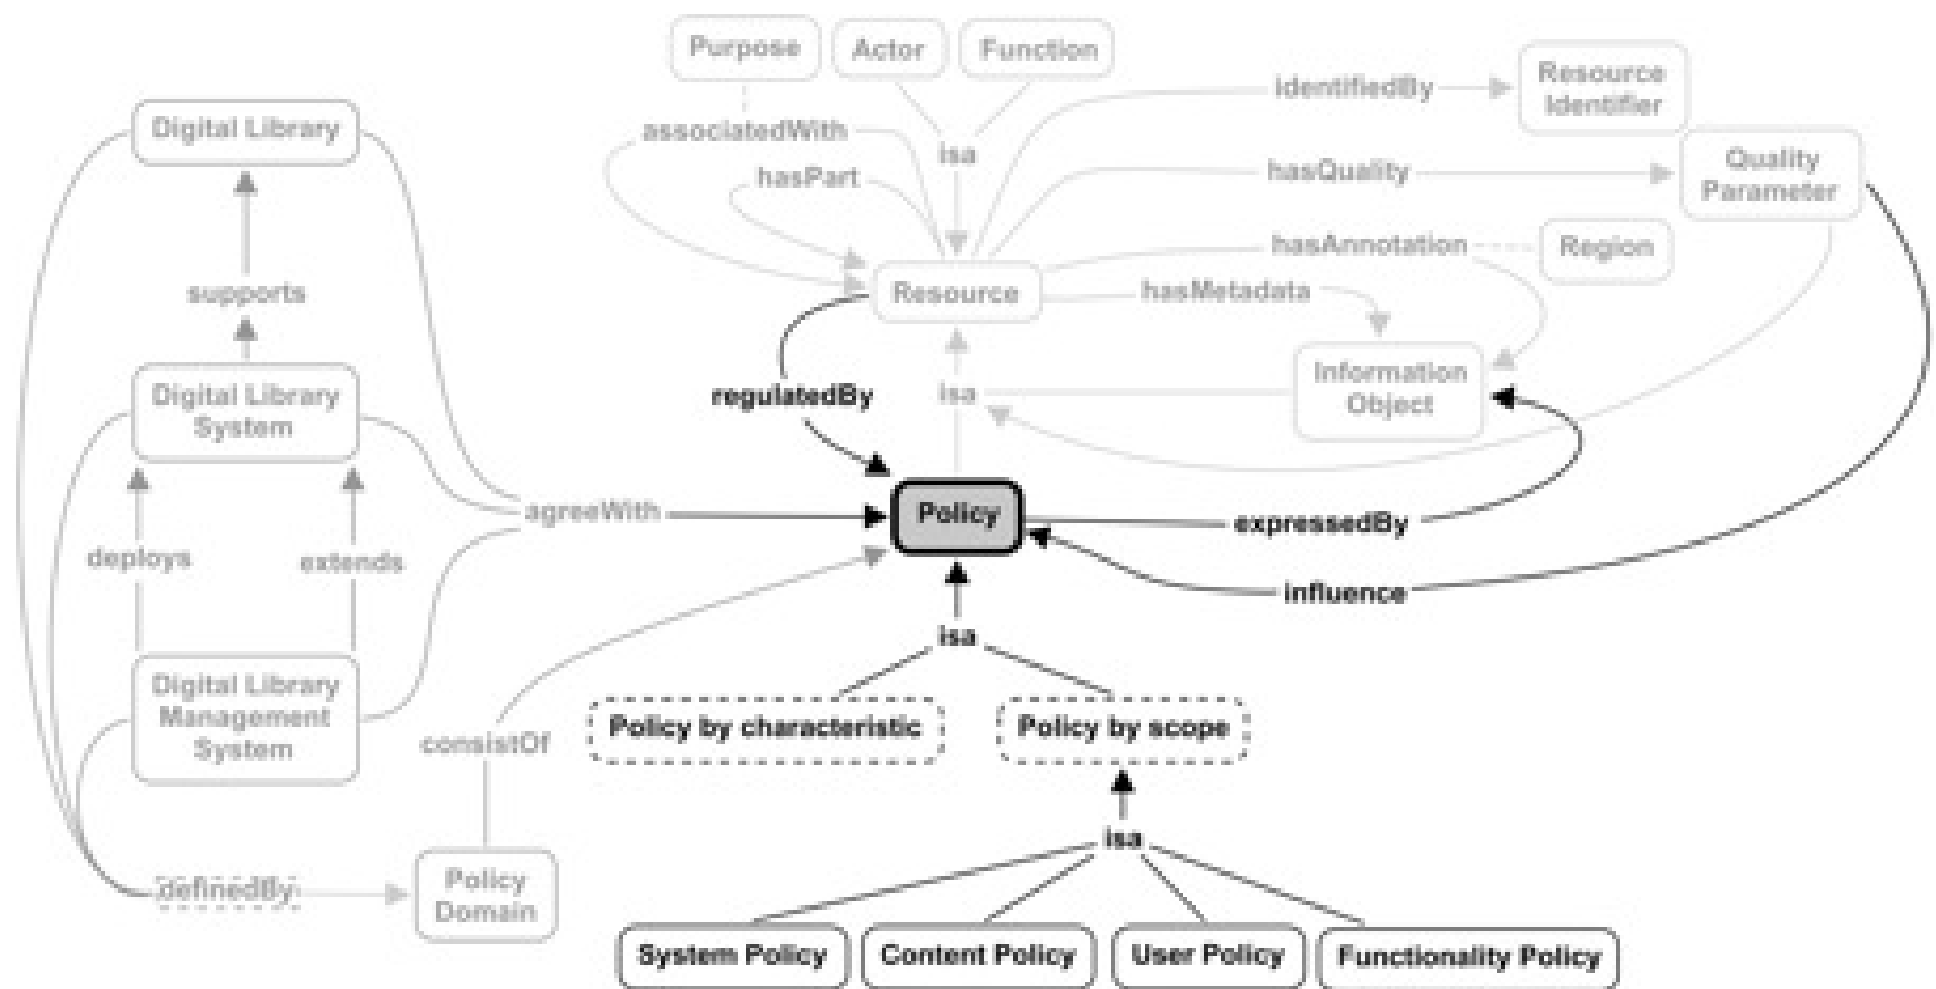 Purpose
Actor
Function
Resource
Identifier
identifiedBy
Digital Library
associatedWith
isa
hasPart
hasQuality
Quality
Parameter
hasAnnotation
Region
supports
Resource
hasMetadata
Digital Library
System
regulatedBy
isa
Information
Object
agreeWith
Policy
expressedBy
deploys
extends
influence
isa
Digital Library
Management
System
consistOf
Policy by characteristic
Policy by scope
isa
definedBy
Policy
Domain
System Policy
Content Policy
User Policy
Functionality Policy